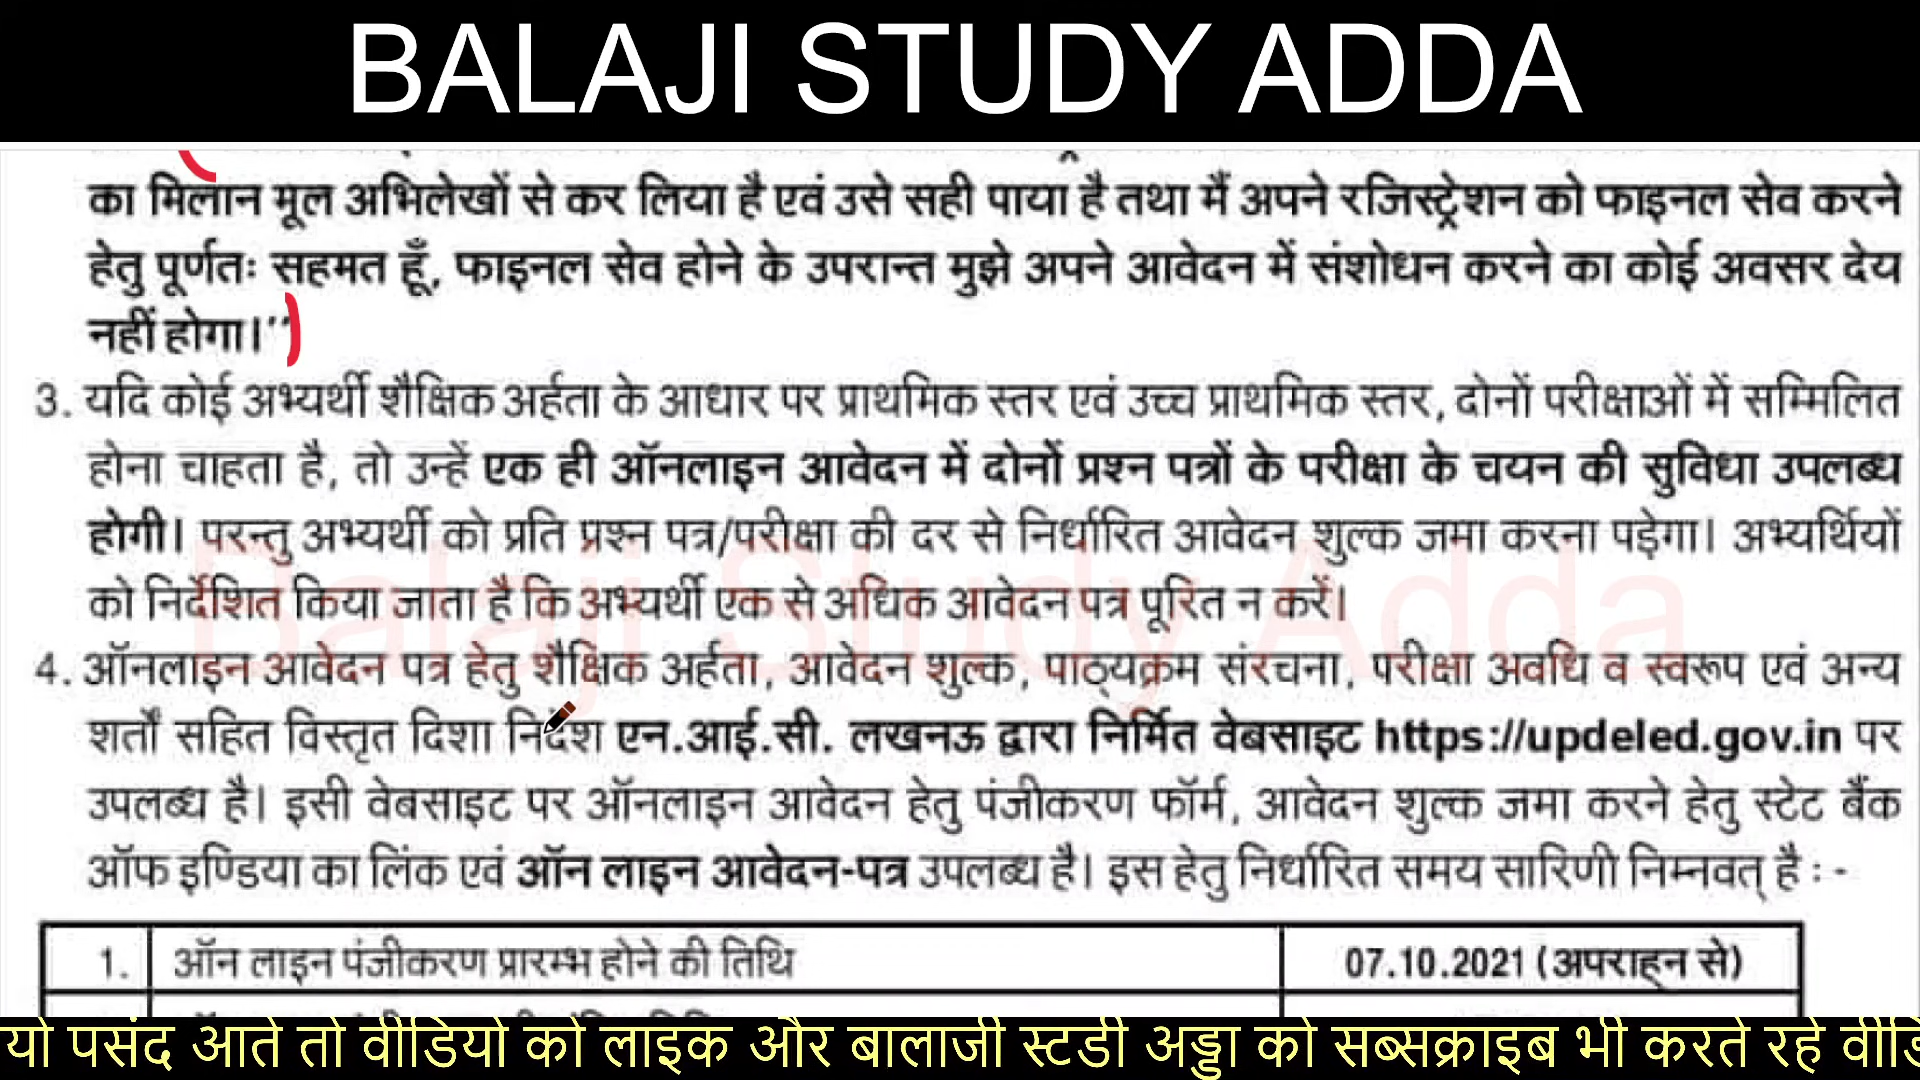 BALAJI STUDY ADDA
का मिलान मूल अभिलेखों से कर लिया है एवं उसे सही पाया है तथा मैं अपने रजिस्ट्रेशन को फाइनल सेव करने
हेतु पूर्णतः सहमत हूँ, फाइनल सेव होने के उपरान्त मुझे अपने आवेदन में संशोधन करने का कोई अवसर देय
नहीं होगा।''
3. यदि कोई अभ्यर्थी शैक्षिक अर्हता के आधार पर प्राथमिक स्तर एवं उच्च प्राथमिक स्तर, दोनों परीक्षाओं में सम्मिलित
होना चाहता है, तो उन्हें एक ही ऑनलाइन आवेदन में दोनों प्रश्न पत्रों के परीक्षा के चयन की सुविधा उपलब्ध
होगी। परन्तु अभ्यर्थी को प्रति प्रश्न पत्र/परीक्षा की दर से निर्धारित आवेदन शुल्क जमा करना पड़ेगा। अभ्यर्थियों
को निर्देशित किया जाता है कि अभ्यर्थी एक से अधिक आवेदन पत्र पूरित न करें।
Balaji Study Adda
4. ऑनलाइन आवेदन पत्र हेतु शैक्षिक अर्हता, आवेदन शुल्क, पाठ्यक्रम संरचना, परीक्षा अवधि व स्वरूप एवं अन्य
शर्तों सहित विस्तृत दिशा निर्देश एन.आई.सी. लखनऊ द्वारा निर्मित वेबसाइट https://updeled.gov.in पर
उपलब्ध है। इसी वेबसाइट पर ऑनलाइन आवेदन हेतु पंजीकरण फॉर्म, आवेदन शुल्क जमा करने हेतु स्टेट बैंक
ऑफ इण्डिया का लिंक एवं ऑन लाइन आवेदन-पत्र उपलब्ध है। इस हेतु निर्धारित समय सारिणी निम्नवत् है : -
1. ऑन लाइन पंजीकरण प्रारम्भ होने की तिथि 07.10.2021 (अपराह्न से)
यो पसंद आते तो वीडियो को लाइक और बालाजी स्टडी अड्डा को सब्सक्राइब भी करते रहे